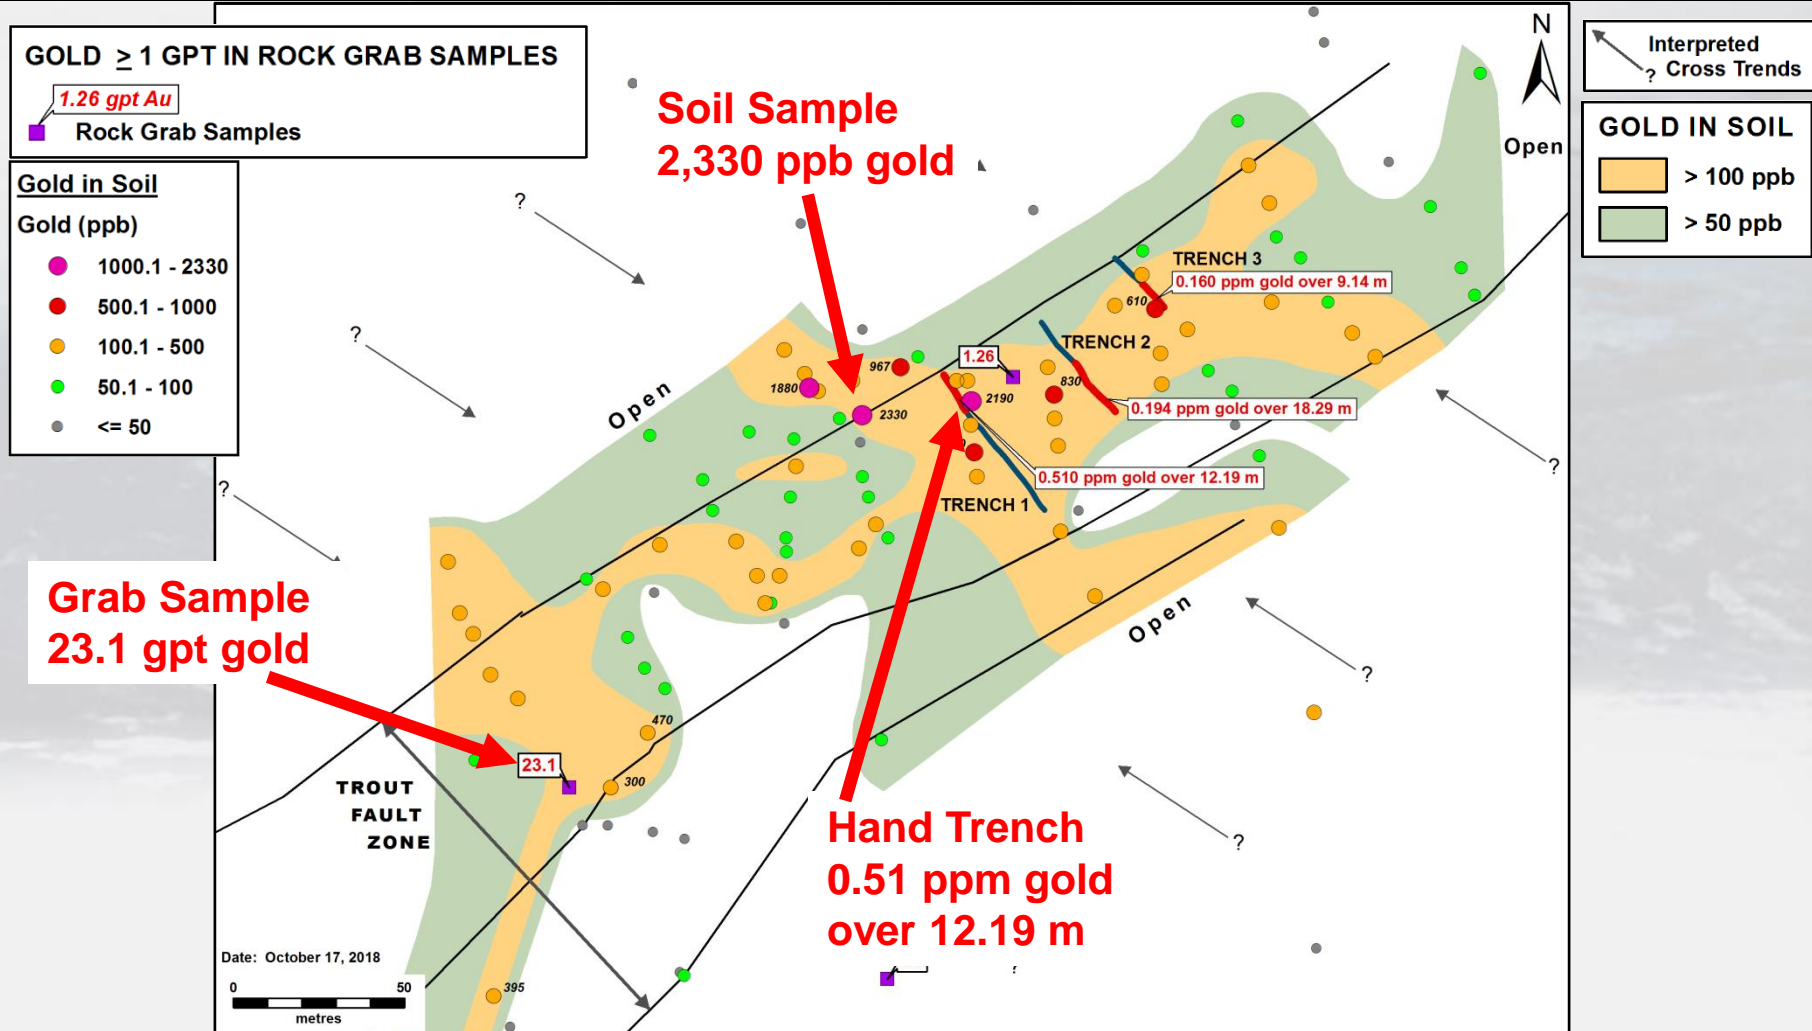 GOLD ≥ 1 GPT IN ROCK GRAB SAMPLES
1.26 gpt Au
Rock Grab Samples
Gold in Soil
Gold (ppb)
1000.1 - 2330
500.1 - 1000
100.1 - 500
50.1 - 100
<= 50
Soil Sample
2,330 ppb gold
N
Open
Interpreted
? Cross Trends
GOLD IN SOIL
> 100 ppb
> 50 ppb
?
?
?
TRENCH 3
0.160 ppm gold over 9.14 m
610
TRENCH 2
1.26
967
830
1880
2190
2330
0.194 ppm gold over 18.29 m
Open
0.510 ppm gold over 12.19 m
TRENCH 1
?
Grab Sample
23.1 gpt gold
Open
?
470
23.1
300
TROUT
FAULT
ZONE
?
Hand Trench
0.51 ppm gold
over 12.19 m
Date: October 17, 2018
0 50
metres
395